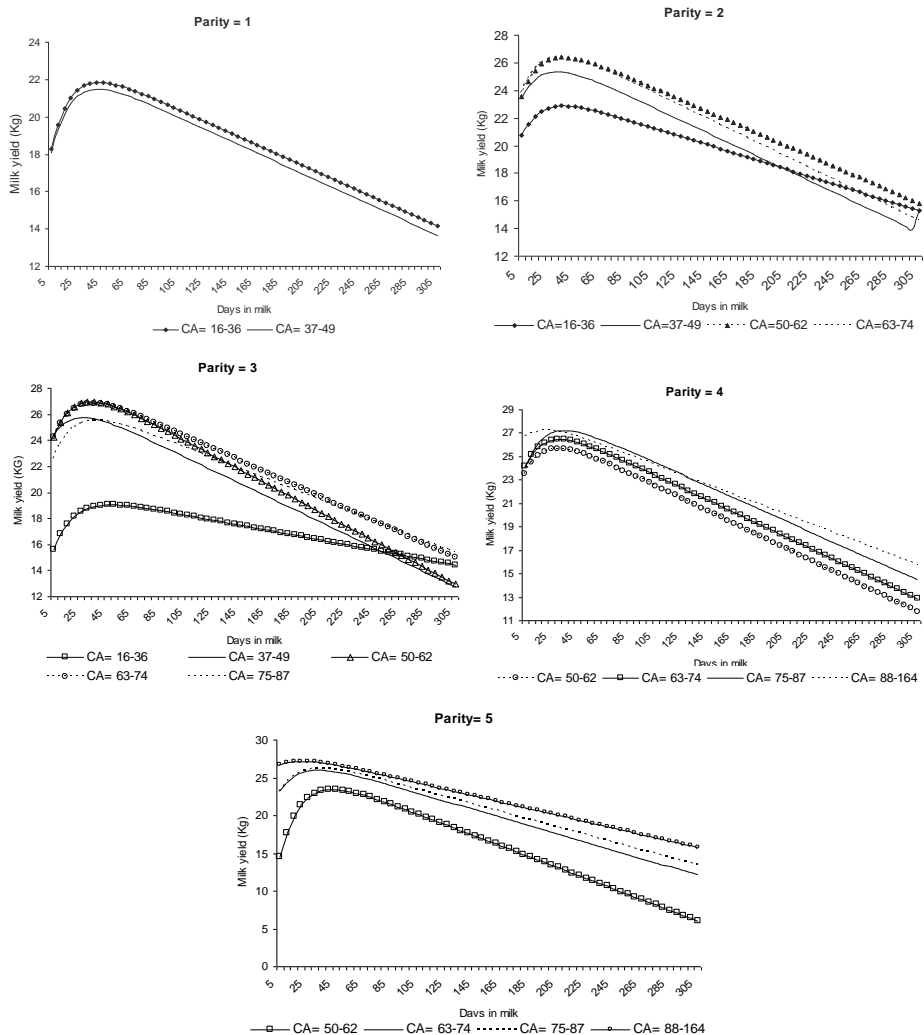 Parity = 1
Milk yield (Kg)
24
22
20
18
16
14
12
5 25 45 65 85 105 125 145 165 185 205 225 245 265 285 305
Days in milk
CA= 16-36 CA= 37-49
Parity = 2
Milk yield (Kg)
28
26
24
22
20
18
16
14
12
5 25 45 65 85 105 125 145 165 185 205 225 245 265 285 305
Days in milk
CA=16-36 CA=37-49 CA=50-62 CA=63-74
Parity = 3
Milk yield (KG)
28
26
24
22
20
18
16
14
12
5 25 45 65 85 105 125 145 165 185 205 225 245 265 285 305
Days in milk
CA= 16-36 CA= 37-49 CA= 50-62
CA= 63-74 CA= 75-87
Parity = 4
Milk yield (Kg)
29
27
25
23
21
19
17
15
13
11
5 25 45 65 85 105 125 145 165 185 205 225 245 265 285 305
Days in milk
CA= 50-62 CA= 63-74 CA= 75-87 CA= 88-164
Parity= 5
Milk yield (Kg)
30
25
20
15
10
5
0
5 25 45 65 85 105 125 145 165 185 205 225 245 265 285 305
Days in milk
CA= 50-62 CA= 63-74 CA= 75-87 CA= 88-164